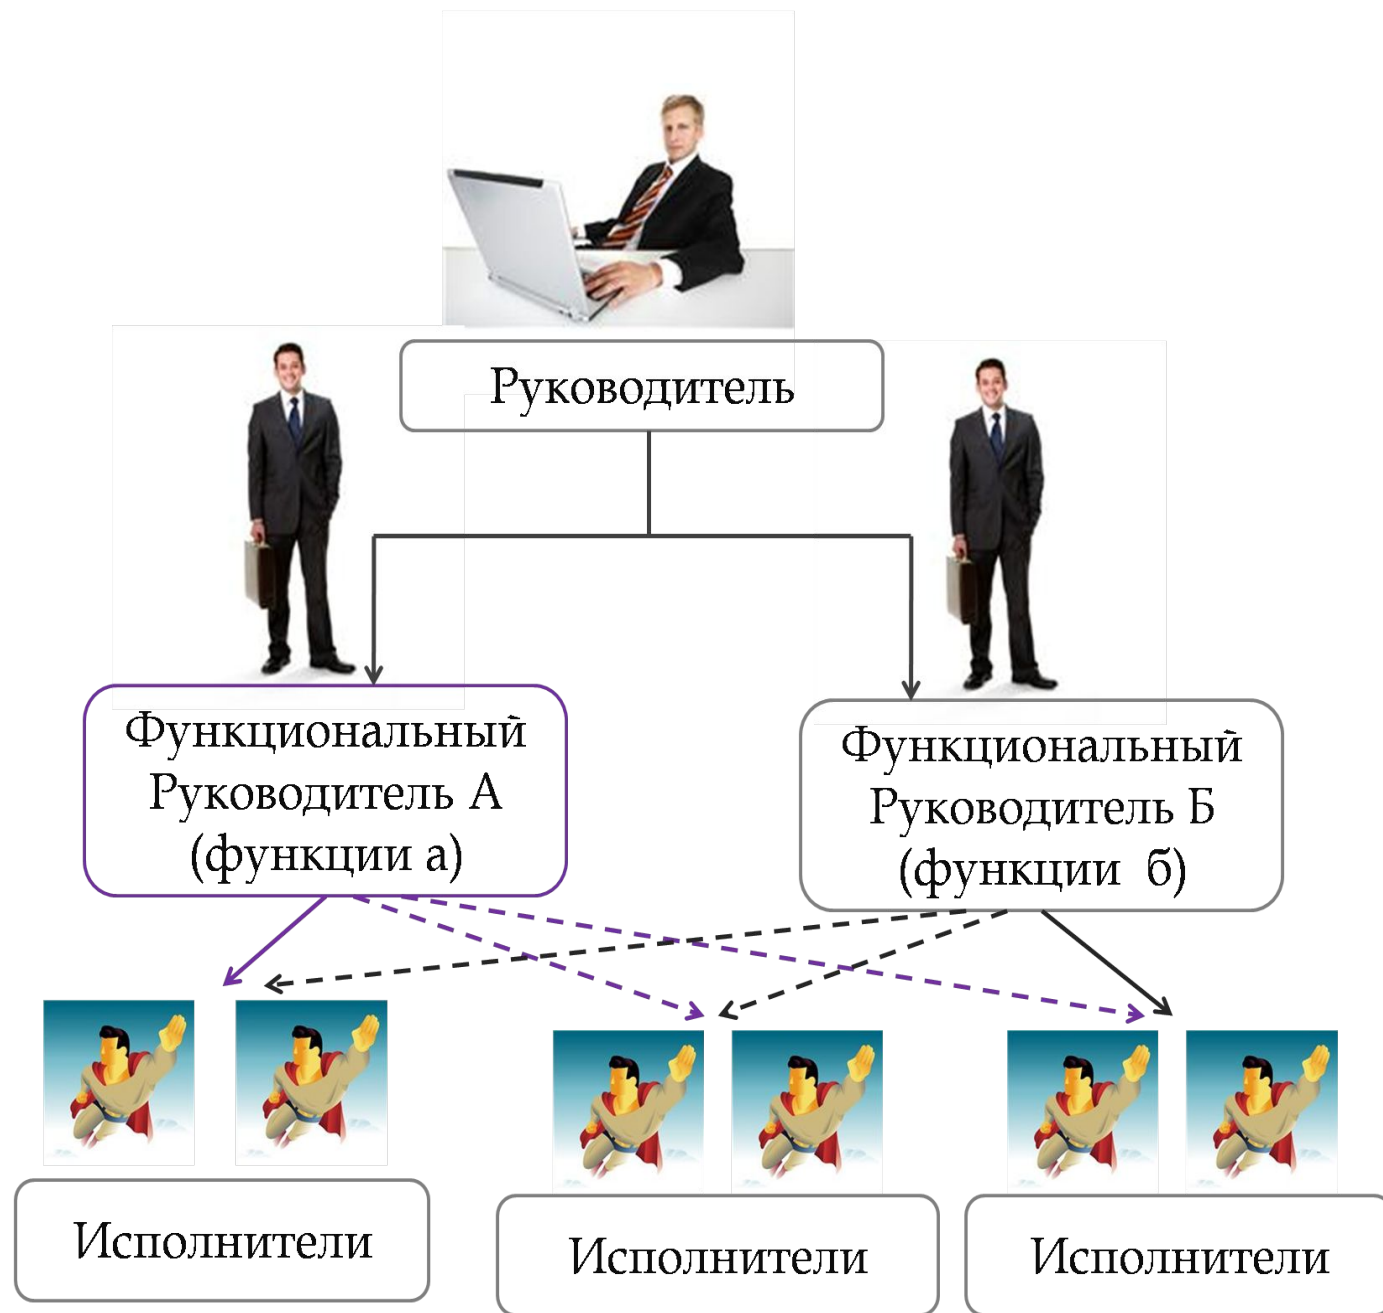 Руководитель
Функциональный
Руководитель А
(функции а)
Функциональный
Руководитель Б
(функции б)
Исполнители
Исполнители
Исполнители